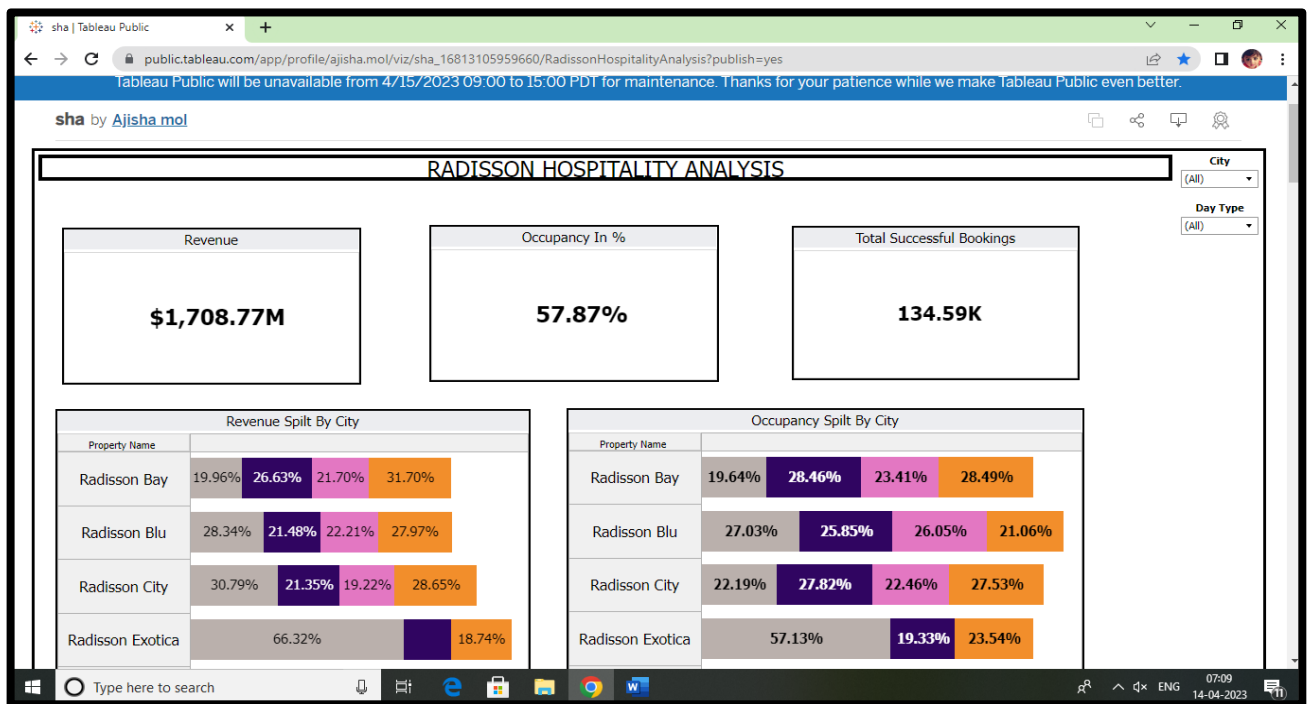 sha | Tableau Public
public.tableau.com/app/profile/ajisha.mol/viz/sha_16813105959660/RadissonHospitalityAnalysis?publish=yes
Tableau Public will be unavailable from 4/15/2023 09:00 to 15:00 PDT for maintenance. Thanks for your patience while we make Tableau Public even better.
sha by Ajisha mol
RADISSON HOSPITALITY ANALYSIS
City
(All)
Day Type
(All)
Revenue
$1,708.77M
Occupancy In %
57.87%
Total Successful Bookings
134.59K
Revenue Spilt By City
Property Name
Radisson Bay 19.96% 26.63% 21.70% 31.70%
Radisson Blu 28.34% 21.48% 22.21% 27.97%
Radisson City 30.79% 21.35% 19.22% 28.65%
Radisson Exotica 66.32% 18.74%
Occupancy Spilt By City
Property Name
Radisson Bay 19.64% 28.46% 23.41% 28.49%
Radisson Blu 27.03% 25.85% 26.05% 21.06%
Radisson City 22.19% 27.82% 22.46% 27.53%
Radisson Exotica 57.13% 19.33% 23.54%
Type here to search
ENG
07:09
14-04-2023